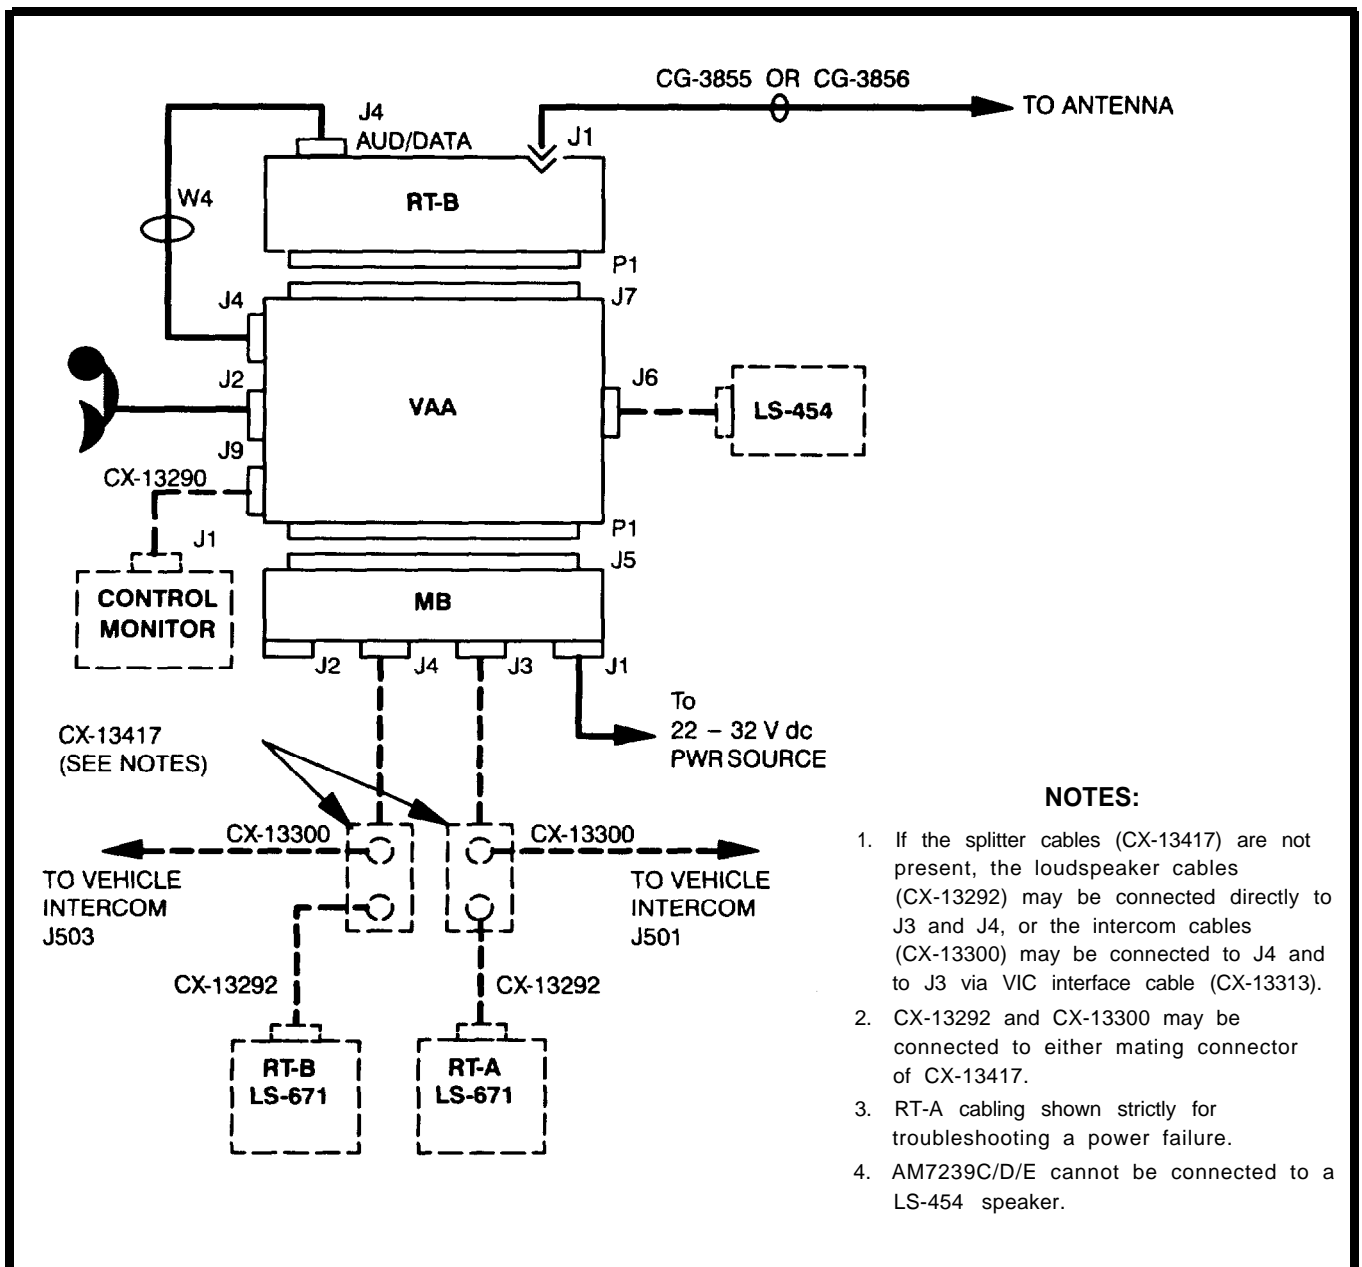 CG-3855 OR CG-3856
TO ANTENNA
J4
AUD/DATA
J1
W4
RT-B
P1
J7
J4
J2
VAA
J6
LS-454
J9
CX-13290
J1
P1
J5
CONTROL
MONITOR
MB
J2
J4
J3
J1
To
22 – 32 V dc
PWR SOURCE
CX-13417
(SEE NOTES)
CX-13300
CX-13300
TO VEHICLE
INTERCOM
J503
TO VEHICLE
INTERCOM
J501
CX-13292
CX-13292
RT-B
LS-671
RT-A
LS-671
NOTES:
1. If the splitter cables (CX-13417) are not
present, the loudspeaker cables
(CX-13292) may be connected directly to
J3 and J4, or the intercom cables
(CX-13300) may be connected to J4 and
to J3 via VIC interface cable (CX-13313).
2. CX-13292 and CX-13300 may be
connected to either mating connector
of CX-13417.
3. RT-A cabling shown strictly for
troubleshooting a power failure.
4. AM7239C/D/E cannot be connected to a
LS-454 speaker.